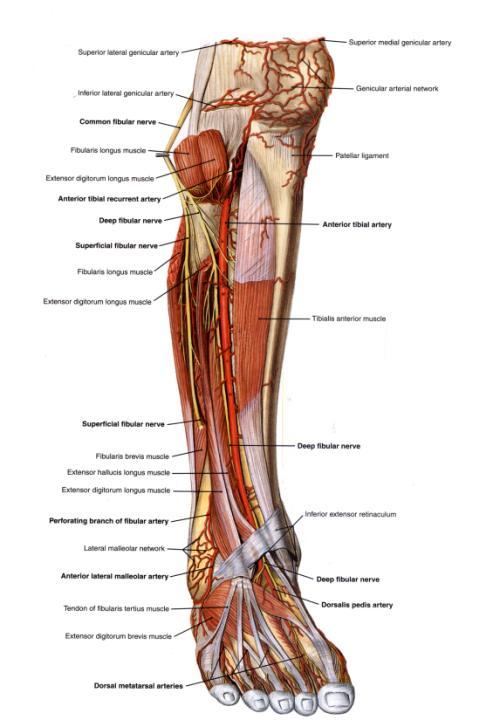 Superior lateral genicular artery
Superior medial genicular artery
Inferior lateral genicular artery
Genicular arterial network
Common fibular nerve
Fibularis longus muscle
Patellar ligament
Extensor digitorum longus muscle
Anterior tibial recurrent artery
Deep fibular nerve
Anterior tibial artery
Superficial fibular nerve
Fibularis longus muscle
Extensor digitorum longus muscle
Tibialis anterior muscle
Superficial fibular nerve
Deep fibular nerve
Fibularis brevis muscle
Extensor hallucis longus muscle
Extensor digitorum longus muscle
Inferior extensor retinaculum
Perforating branch of fibular artery
Lateral malleolar network
Anterior lateral malleolar artery
Deep fibular nerve
Dorsalis pedis artery
Tendon of fibularis tertius muscle
Extensor digitorum brevis muscle
Dorsal metatarsal arteries